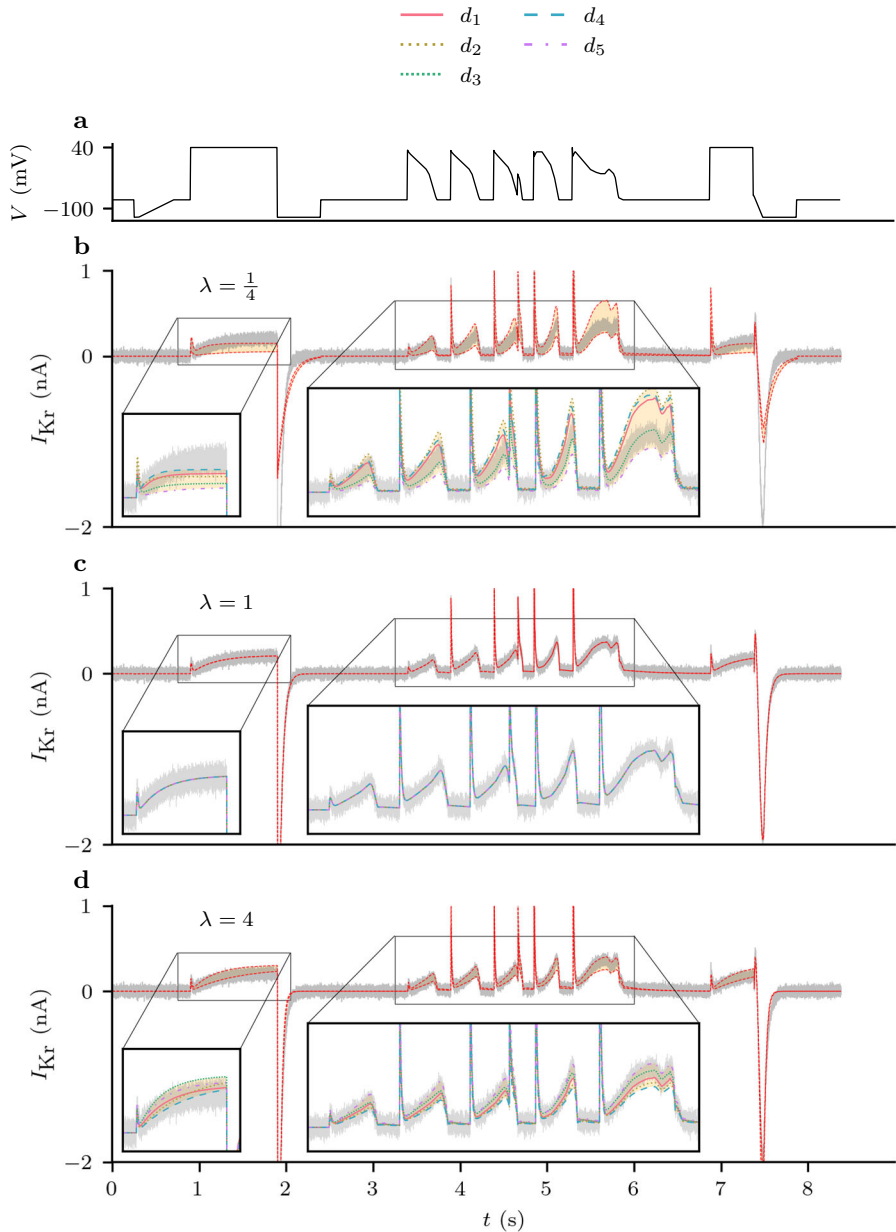 d1 d4
d2 d5
d3
a
40
−100
V (mV)
b
1
0
−2
IKr (nA)
λ = 1/4
c
1
0
−2
IKr (nA)
λ = 1
d
1
0
−2
IKr (nA)
λ = 4
0 1 2 3 4 5 6 7 8
t (s)